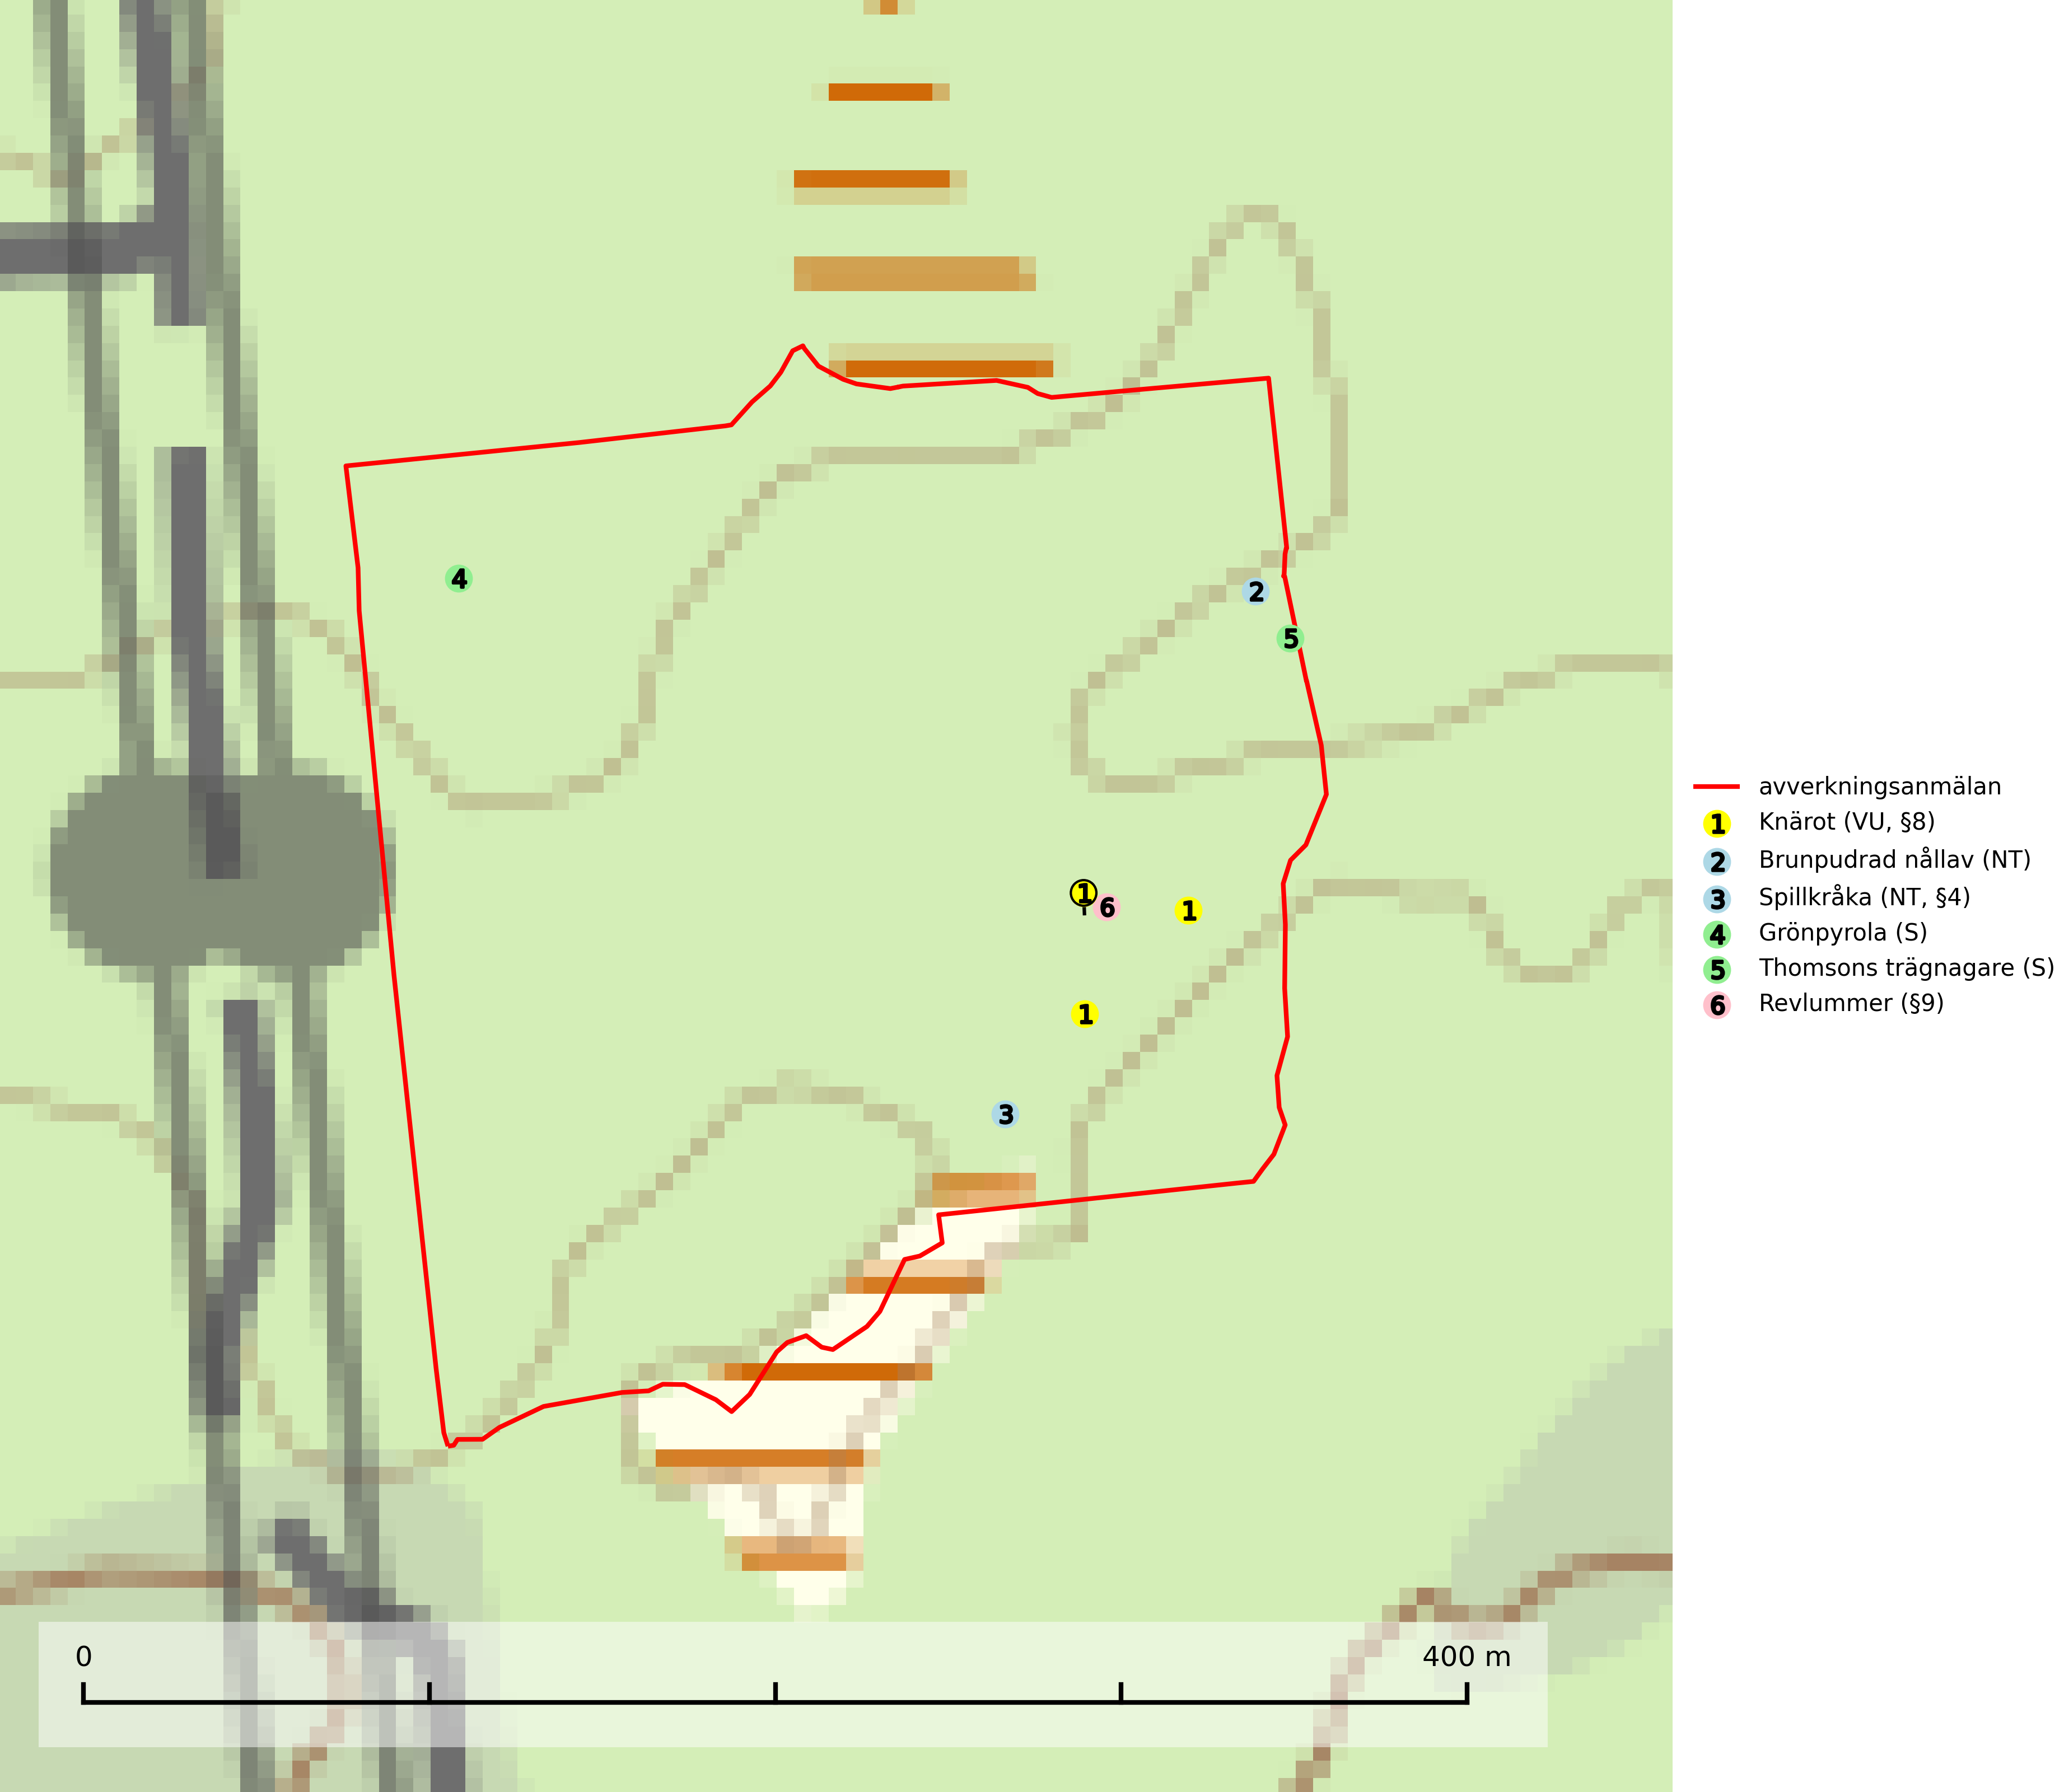 4
2
5
1
6
1
1
3
avverkningsanmälan
1 Knärot (VU, §8)
2 Brunpudrad nållav (NT)
3 Spillkråka (NT, §4)
4 Grönpyrola (S)
5 Thomsons trägnagare (S)
6 Revlummer (§9)
0 400 m